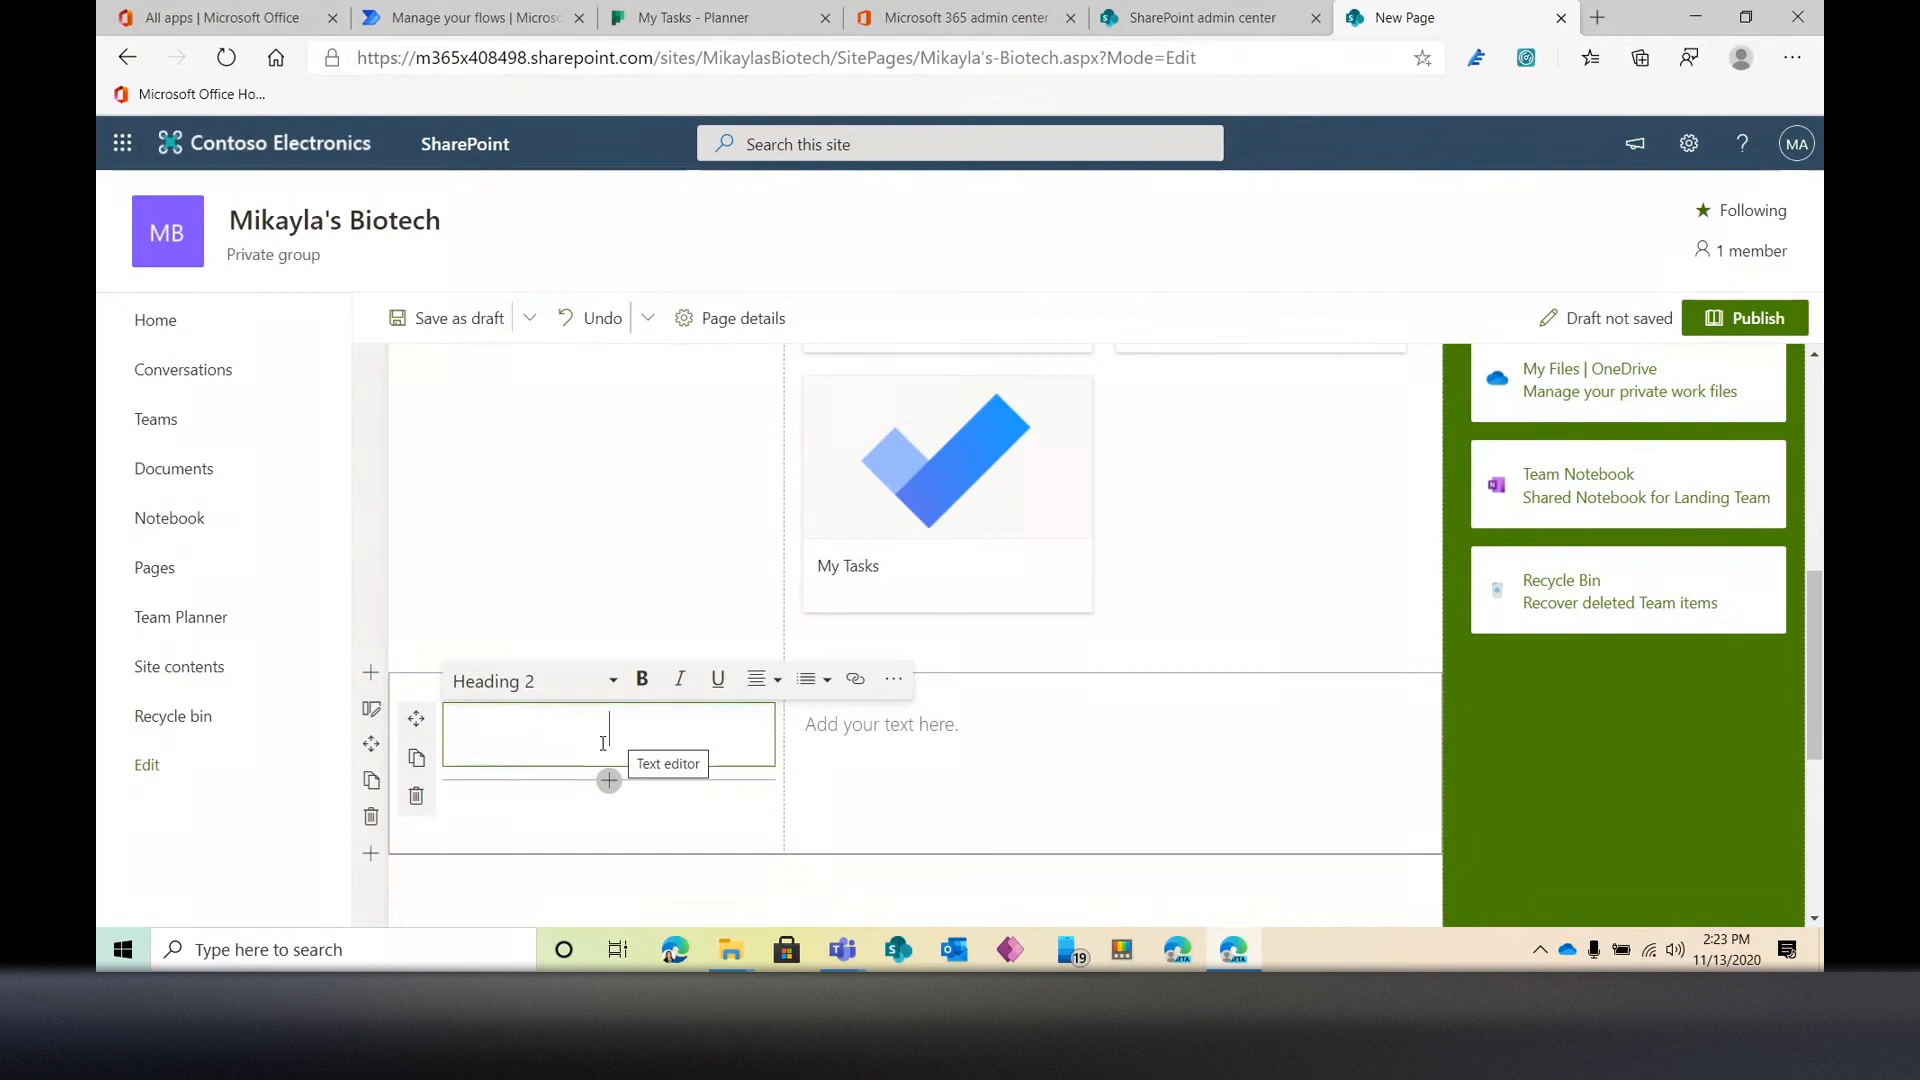 All apps | Microsoft Office
Manage your flows | Microso
My Tasks - Planner
Microsoft 365 admin center
SharePoint admin center
New Page
https://m365x408498.sharepoint.com/sites/MikaylasBiotech/SitePages/Mikayla's-Biotech.aspx?Mode=Edit
Microsoft Office Ho...
Contoso Electronics
SharePoint
Search this site
?
MA
MB
Mikayla's Biotech
Private group
Following
1 member
Home
Conversations
Teams
Documents
Notebook
Pages
Team Planner
Site contents
Recycle bin
Edit
Save as draft
Undo
Page details
Draft not saved
Publish
My Tasks
Heading 2
B
I
U
Text editor
Add your text here.
My Files | OneDrive
Manage your private work files
Team Notebook
Shared Notebook for Landing Team
Recycle Bin
Recover deleted Team items
Type here to search
19
BETA
BETA
2:23 PM
11/13/2020